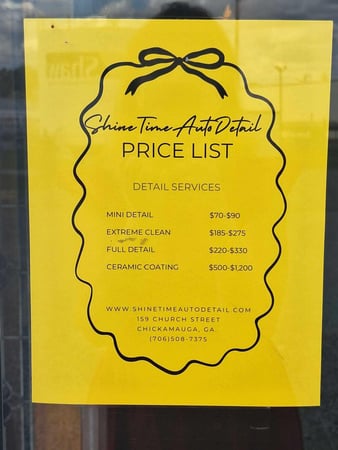 Shaw
Shine Time Auto Detail
PRICE LIST
DETAIL SERVICES
MINI DETAIL $70-$90
EXTREME CLEAN $185-$275
FULL DETAIL $220-$330
CERAMIC COATING $500-$1,200
WWW.SHINETIMEAUTODETAIL.COM
159 CHURCH STREET
CHICKAMAUGA, GA.
(706)508-7375